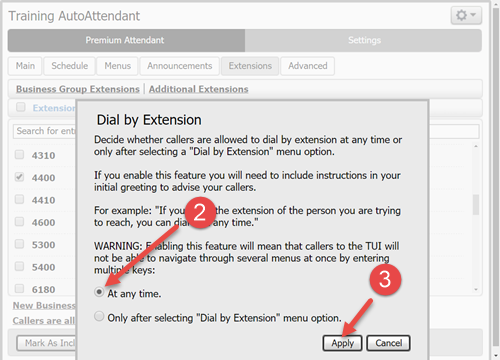 Training AutoAttendant
Premium Attendant Settings
Main Schedule Menus Announcements Extensions Advanced
Business Group Extensions | Additional Extensions
Extension
Search for ent
4310
4400
4410
4600
5300
5400
6180
New Business
Callers are all
Mark As Incl
Dial by Extension
Decide whether callers are allowed to dial by extension at any time or
only after selecting a "Dial by Extension" menu option.
If you enable this feature you will need to include instructions in your
initial greeting to advise your callers.
For example: "If you the extension of the person you are trying
to reach, you can dia any time."
WARNING: Enabling this feature will mean that callers to the TUI will
not be able to navigate through several menus at once by entering
multiple keys:
At any time.
Only after selecting "Dial by Extension" menu option.
Apply Cancel
2
3